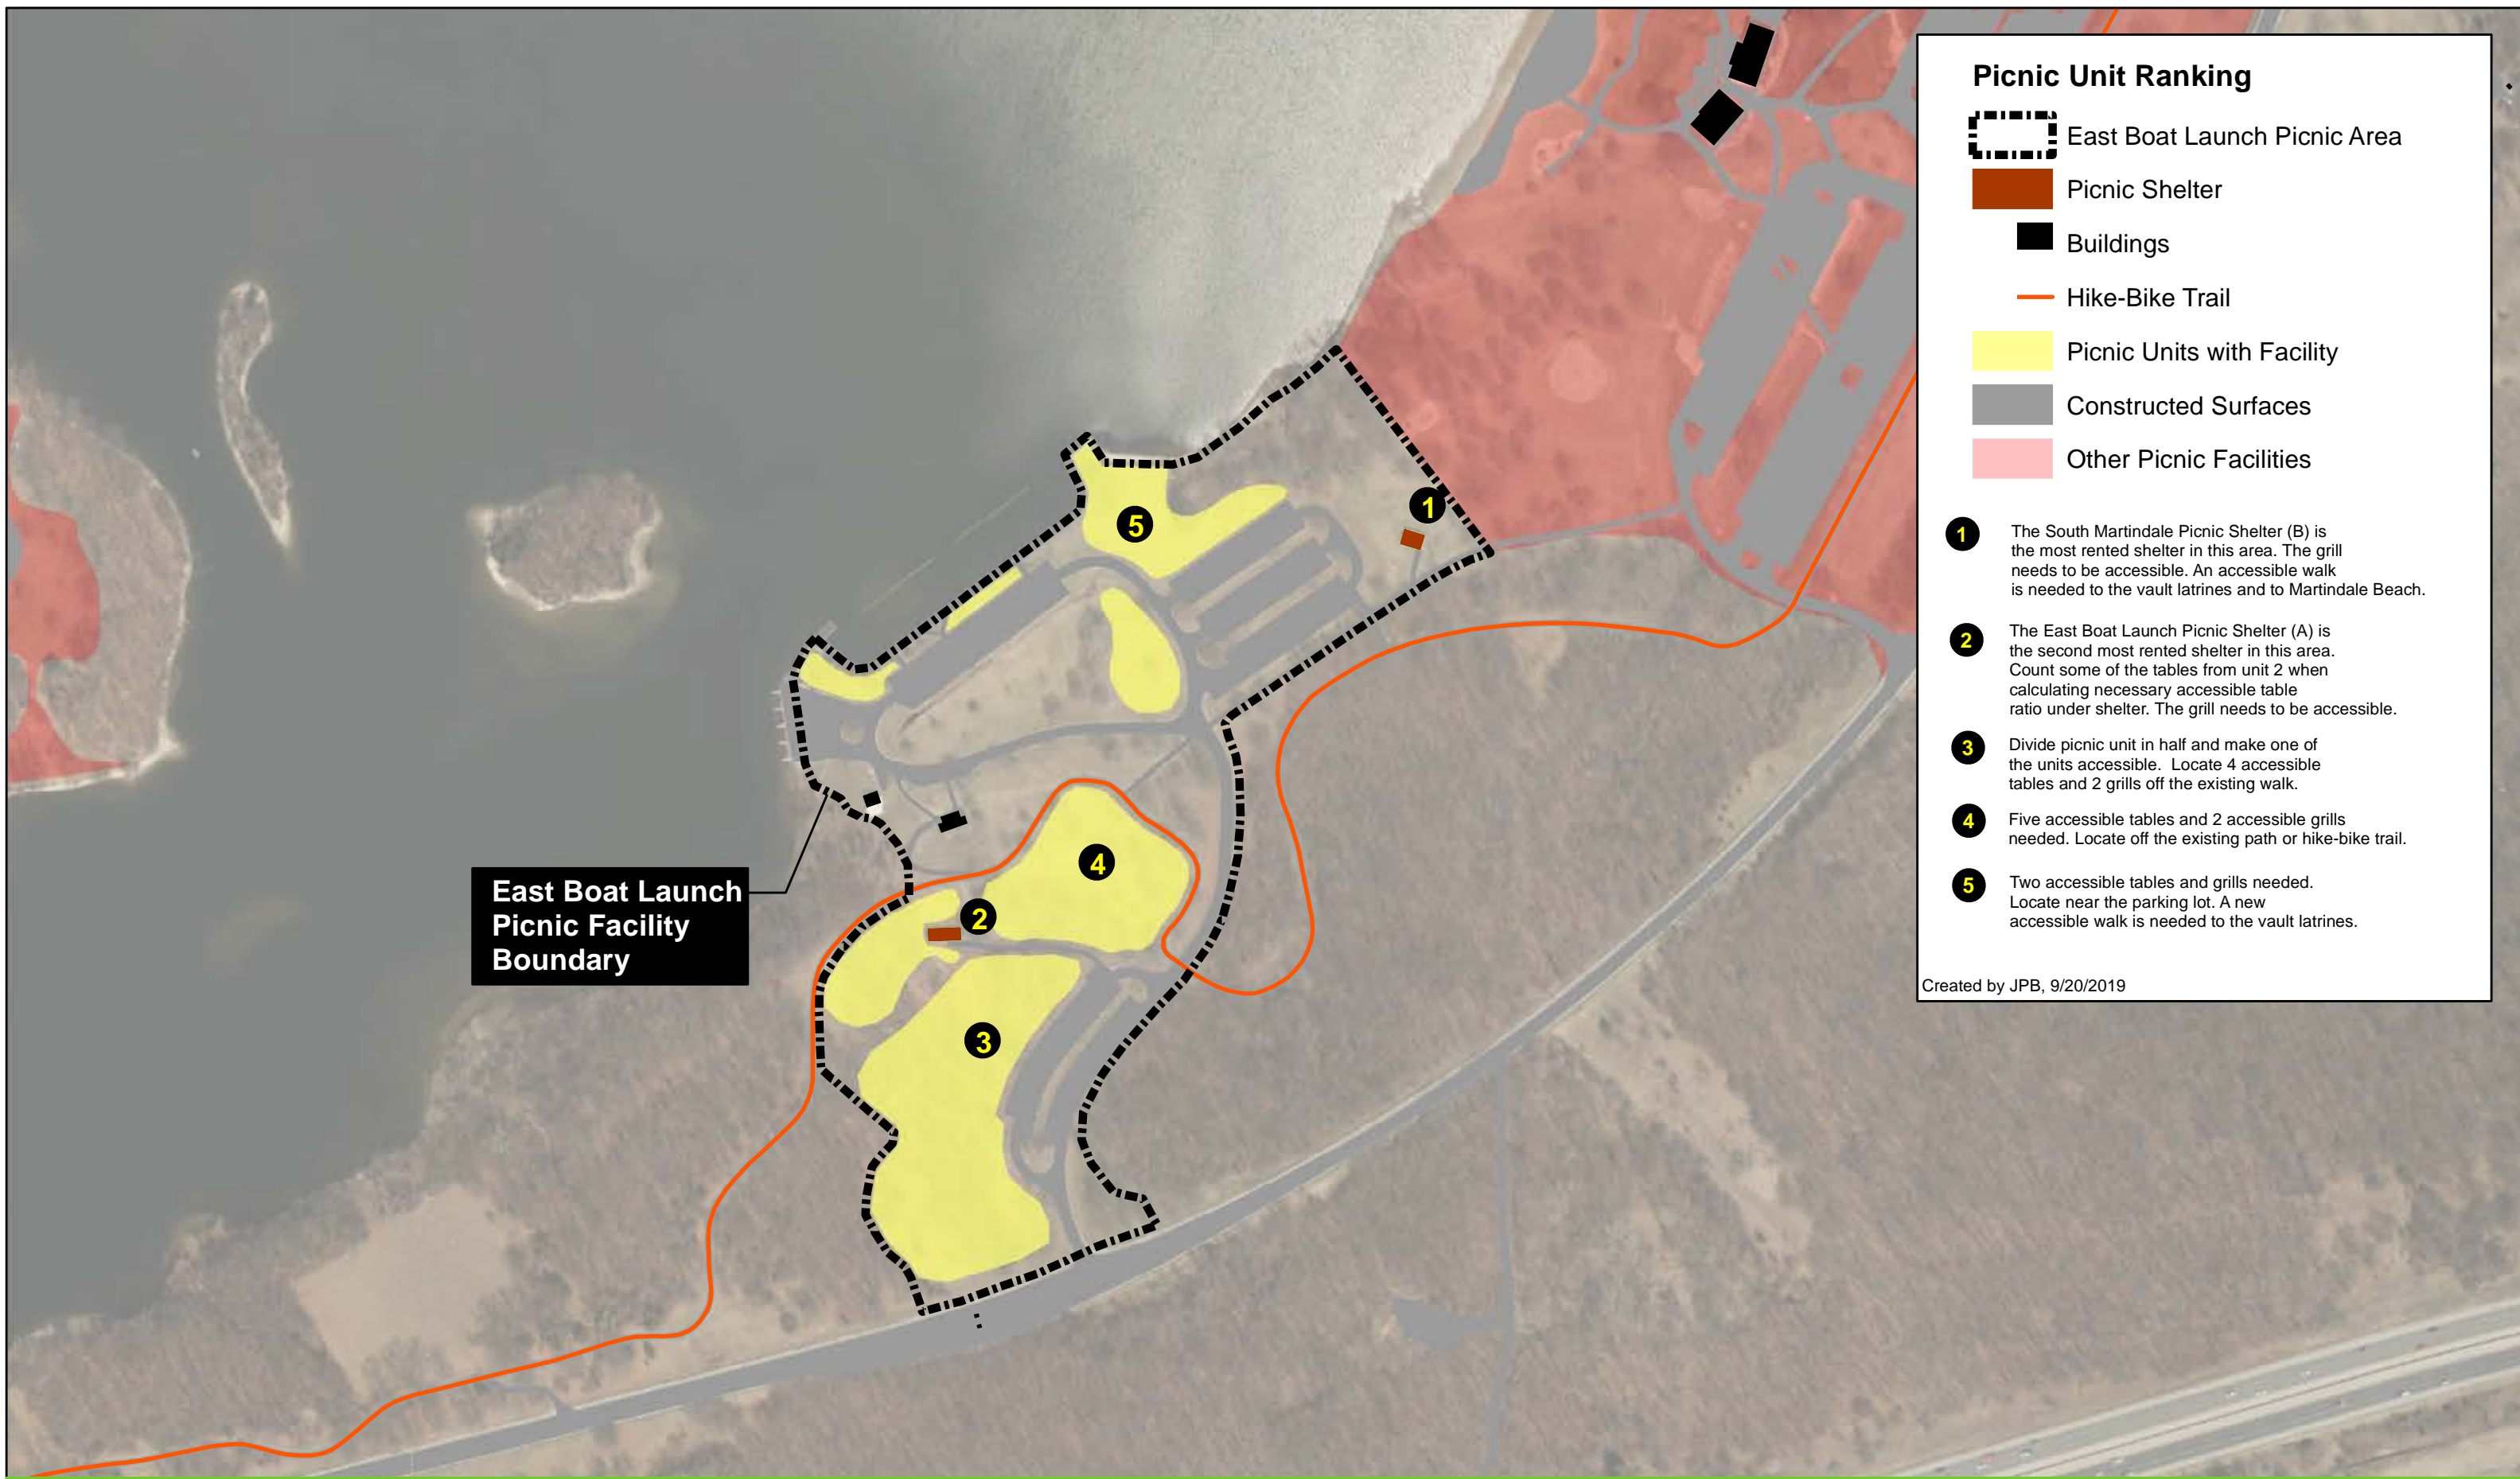 Picnic Unit Ranking
East Boat Launch Picnic Area
Picnic Shelter
Buildings
Hike-Bike Trail
Picnic Units with Facility
Constructed Surfaces
Other Picnic Facilities
1
The South Martindale Picnic Shelter (B) is
the most rented shelter in this area. The grill
needs to be accessible. An accessible walk
is needed to the vault latrines and to Martindale Beach.
2
The East Boat Launch Picnic Shelter (A) is
the second most rented shelter in this area.
Count some of the tables from unit 2 when
calculating necessary accessible table
ratio under shelter. The grill needs to be accessible.
3
Divide picnic unit in half and make one of
the units accessible. Locate 4 accessible
tables and 2 grills off the existing walk.
4
Five accessible tables and 2 accessible grills
needed. Locate off the existing path or hike-bike trail.
5
Two accessible tables and grills needed.
Locate near the parking lot. A new
accessible walk is needed to the vault latrines.
Created by JPB, 9/20/2019
1
5
4
2
3
East Boat Launch
Picnic Facility
Boundary